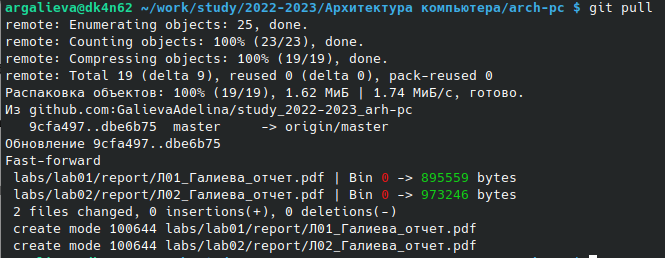 argalieva@dk4n62 ~/work/study/2022-2023/Архитектура компьютера/arch-pc $ git pull
remote: Enumerating objects: 25, done.
remote: Counting objects: 100% (23/23), done.
remote: Compressing objects: 100% (19/19), done.
remote: Total 19 (delta 9), reused 0 (delta 0), pack-reused 0
Распаковка объектов: 100% (19/19), 1.62 МиБ | 1.74 МиБ/с, готово.
Из github.com:GalievaAdelina/study_2022-2023_arh-pc
   9cfa497..dbe6b75  master     -> origin/master
Обновление 9cfa497..dbe6b75
Fast-forward
 labs/lab01/report/Л01_Галиева_отчет.pdf | Bin 0 -> 895559 bytes
 labs/lab02/report/Л02_Галиева_отчет.pdf | Bin 0 -> 973246 bytes
 2 files changed, 0 insertions(+), 0 deletions(-)
 create mode 100644 labs/lab01/report/Л01_Галиева_отчет.pdf
 create mode 100644 labs/lab02/report/Л02_Галиева_отчет.pdf